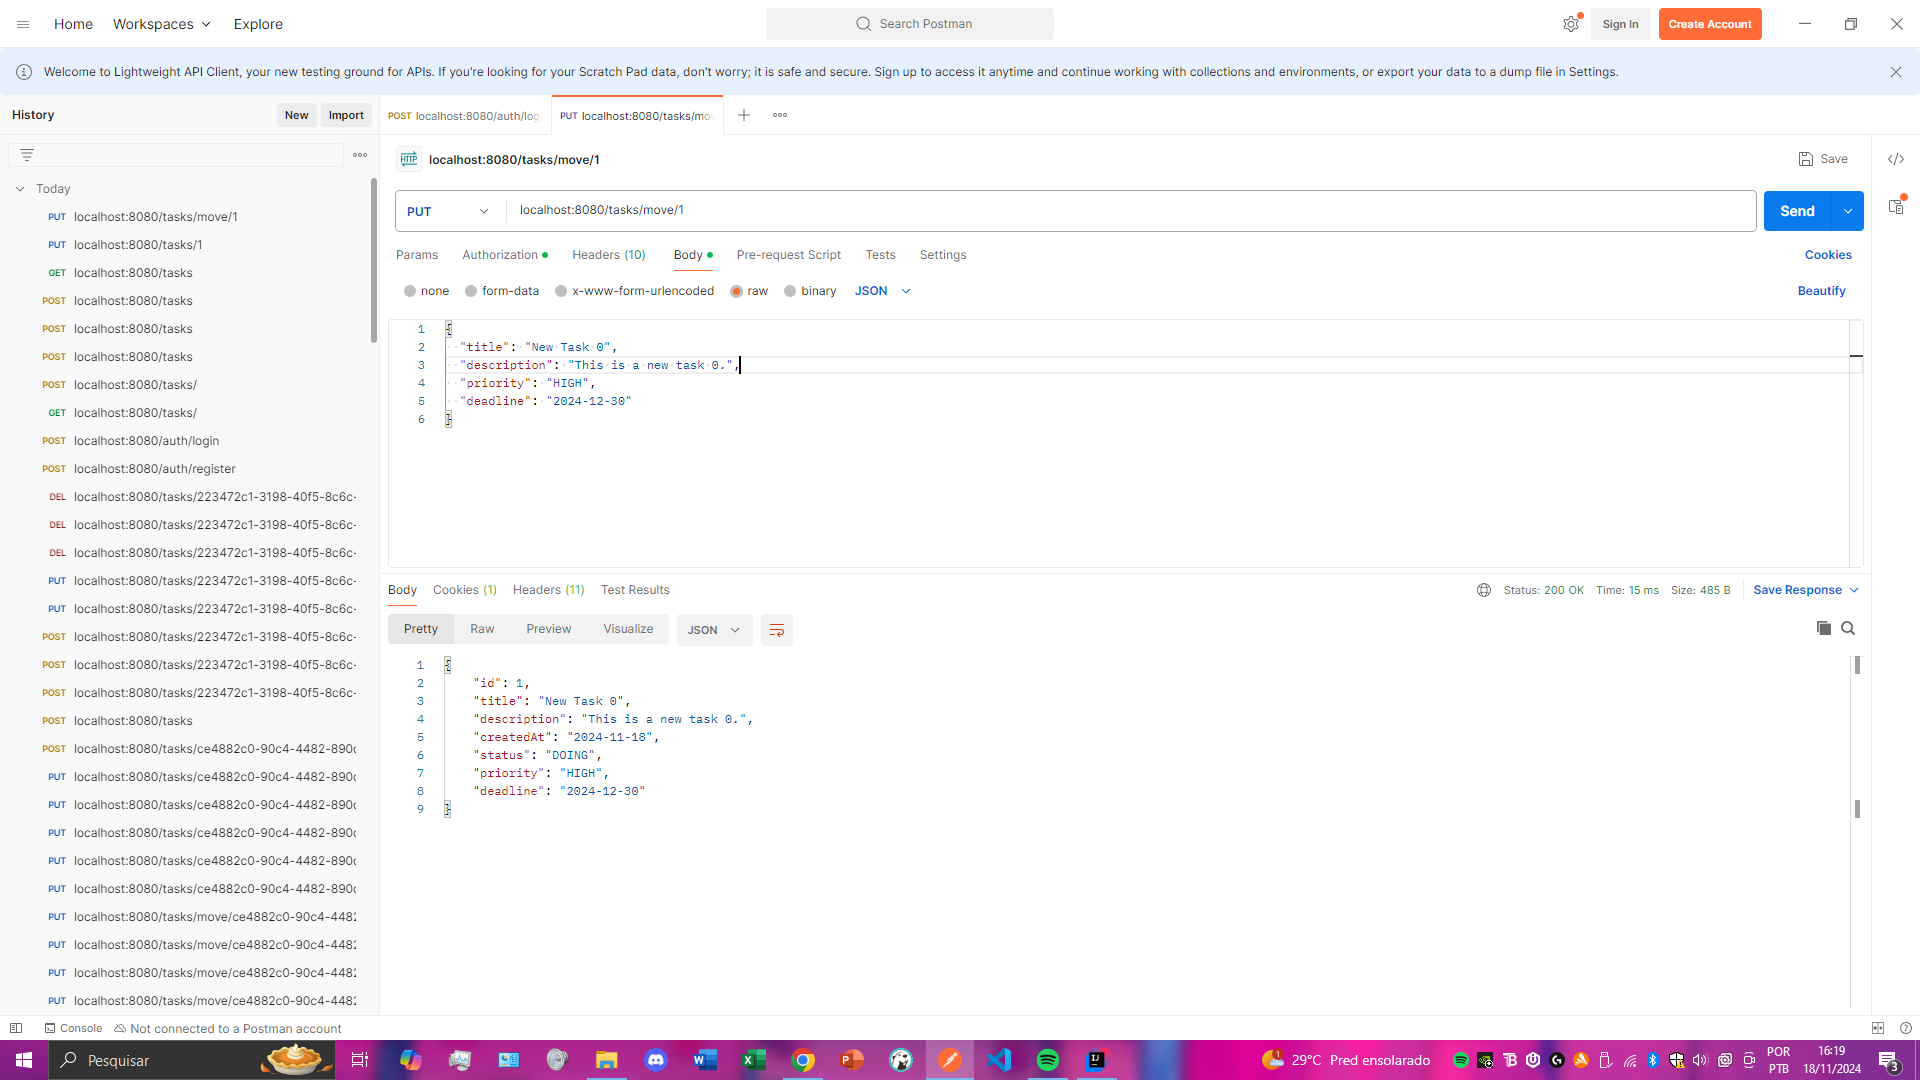 Home Workspaces Explore Search Postman Sign In Create Account
Welcome to Lightweight API Client, your new testing ground for APIs. If you're looking for your Scratch Pad data, don't worry; it is safe and secure. Sign up to access it anytime and continue working with collections and environments, or export your data to a dump file in Settings.
History New Import
Today
PUT localhost:8080/tasks/move/1
PUT localhost:8080/tasks/1
GET localhost:8080/tasks
POST localhost:8080/tasks
POST localhost:8080/tasks
POST localhost:8080/tasks
POST localhost:8080/tasks/
GET localhost:8080/tasks/
POST localhost:8080/auth/login
POST localhost:8080/auth/register
DEL localhost:8080/tasks/223472c1-3198-40f5-8c6c-
DEL localhost:8080/tasks/223472c1-3198-40f5-8c6c-
DEL localhost:8080/tasks/223472c1-3198-40f5-8c6c-
PUT localhost:8080/tasks/223472c1-3198-40f5-8c6c-
PUT localhost:8080/tasks/223472c1-3198-40f5-8c6c-
POST localhost:8080/tasks/223472c1-3198-40f5-8c6c-
POST localhost:8080/tasks/223472c1-3198-40f5-8c6c-
POST localhost:8080/tasks/223472c1-3198-40f5-8c6c-
POST localhost:8080/tasks
POST localhost:8080/tasks/ce4882c0-90c4-4482-890c
PUT localhost:8080/tasks/ce4882c0-90c4-4482-890c
PUT localhost:8080/tasks/ce4882c0-90c4-4482-890c
PUT localhost:8080/tasks/ce4882c0-90c4-4482-890c
PUT localhost:8080/tasks/ce4882c0-90c4-4482-890c
PUT localhost:8080/tasks/ce4882c0-90c4-4482-890c
PUT localhost:8080/tasks/move/ce4882c0-90c4-4482
PUT localhost:8080/tasks/move/ce4882c0-90c4-4482
PUT localhost:8080/tasks/move/ce4882c0-90c4-4482
PUT localhost:8080/tasks/move/ce4882c0-90c4-4482
POST localhost:8080/auth/log PUT localhost:8080/tasks/mo
HTTP localhost:8080/tasks/move/1 Save
PUT localhost:8080/tasks/move/1 Send
Params Authorization Headers (10) Body Pre-request Script Tests Settings Cookies
none form-data x-www-form-urlencoded raw binary JSON Beautify
1 {
2 "title": "New Task 0",
3 "description": "This is a new task 0.",
4 "priority": "HIGH",
5 "deadline": "2024-12-30"
6 }
Body Cookies (1) Headers (11) Test Results Status: 200 OK Time: 15 ms Size: 485 B Save Response
Pretty Raw Preview Visualize JSON
1 {
2 "id": 1,
3 "title": "New Task 0",
4 "description": "This is a new task 0.",
5 "createdAt": "2024-11-18",
6 "status": "DOING",
7 "priority": "HIGH",
8 "deadline": "2024-12-30"
9 }
Console Not connected to a Postman account
Pesquisar 29°C Pred ensolarado POR 16:19
PTB 18/11/2024 3